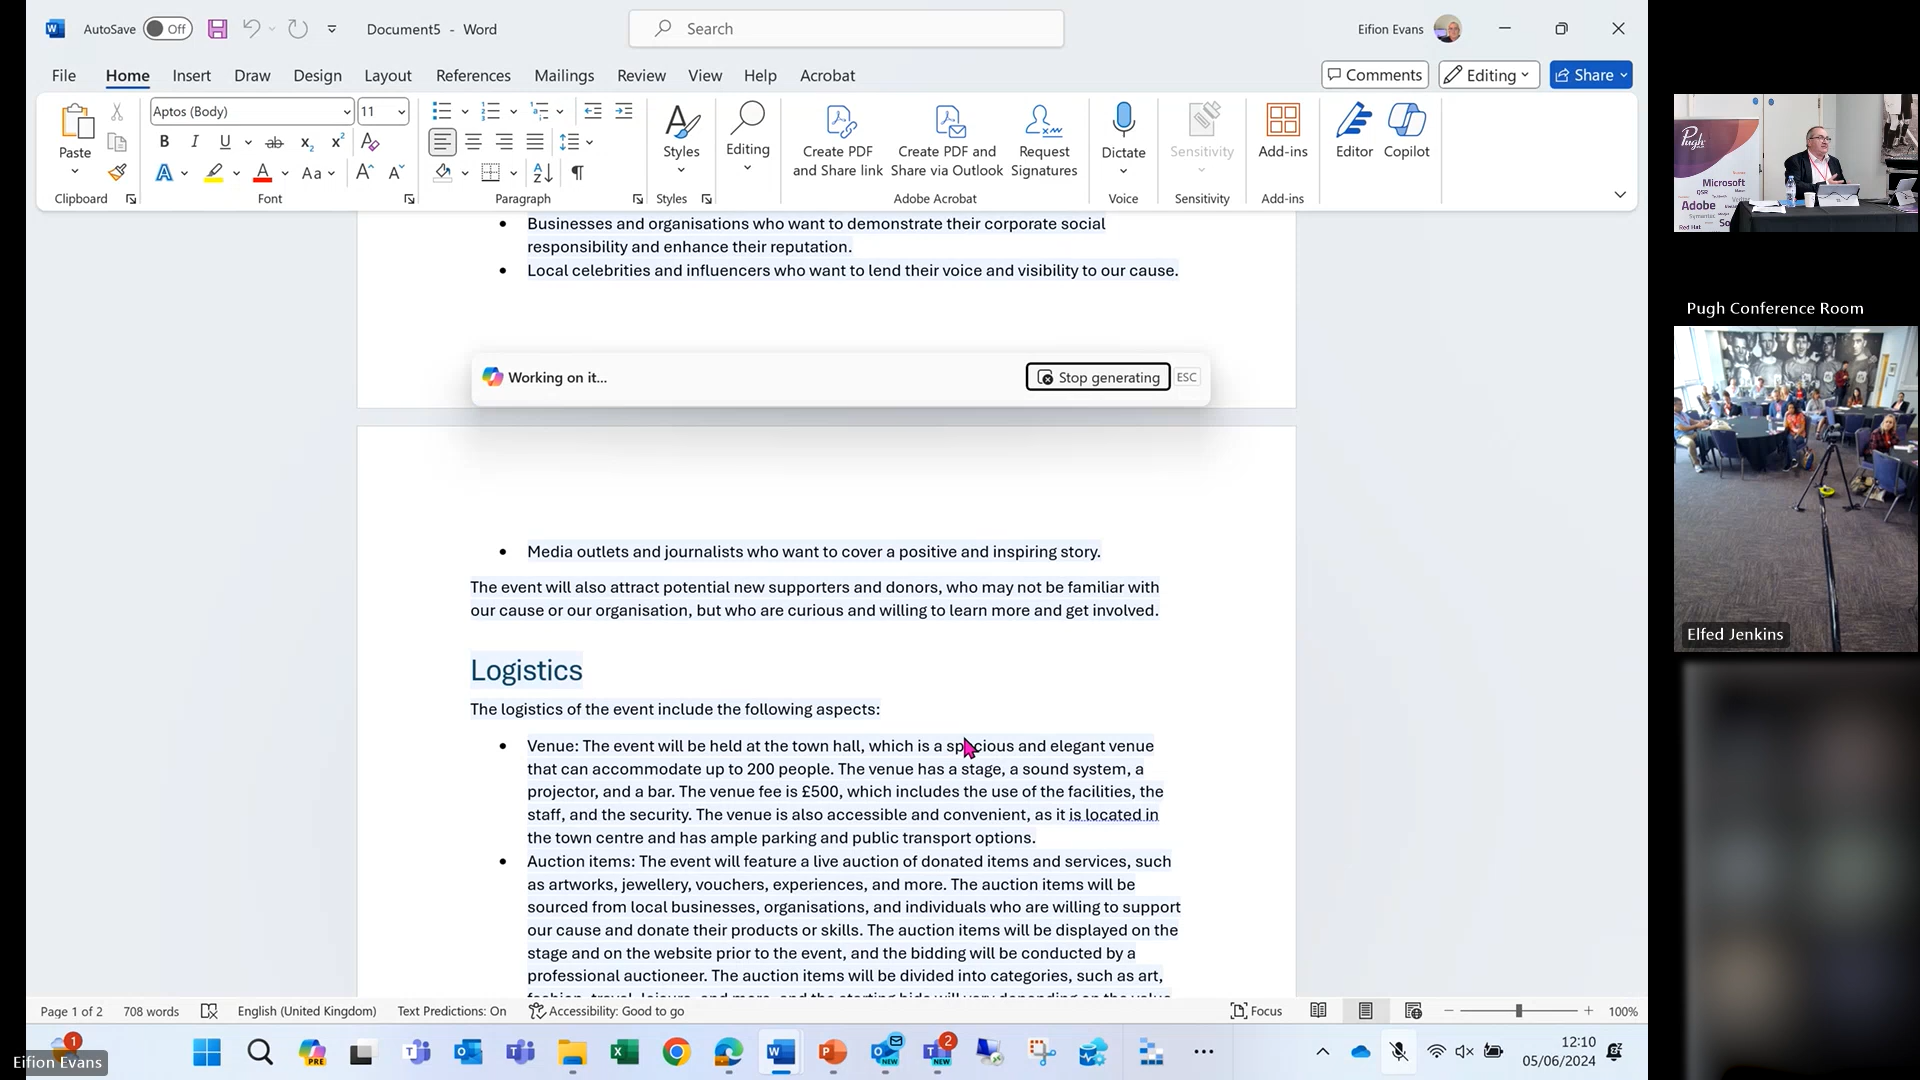 AutoSave Off Document5 - Word Search Eifion Evans
File Home Insert Draw Design Layout References Mailings Review View Help Acrobat Comments Editing Share
Aptos (Body) 11
Paste Styles Editing Create PDF and Share link Create PDF and Share via Outlook Request Signatures Dictate Sensitivity Add-ins Editor Copilot
Clipboard Font Paragraph Styles Adobe Acrobat Voice Sensitivity Add-ins
Businesses and organisations who want to demonstrate their corporate social
responsibility and enhance their reputation.
Local celebrities and influencers who want to lend their voice and visibility to our cause.
Working on it... Stop generating ESC
Media outlets and journalists who want to cover a positive and inspiring story.
The event will also attract potential new supporters and donors, who may not be familiar with
our cause or our organisation, but who are curious and willing to learn more and get involved.
Logistics
The logistics of the event include the following aspects:
Venue: The event will be held at the town hall, which is a spacious and elegant venue
that can accommodate up to 200 people. The venue has a stage, a sound system, a
projector, and a bar. The venue fee is £500, which includes the use of the facilities, the
staff, and the security. The venue is also accessible and convenient, as it is located in
the town centre and has ample parking and public transport options.
Auction items: The event will feature a live auction of donated items and services, such
as artworks, jewellery, vouchers, experiences, and more. The auction items will be
sourced from local businesses, organisations, and individuals who are willing to support
our cause and donate their products or skills. The auction items will be displayed on the
stage and on the website prior to the event, and the bidding will be conducted by a
professional auctioneer. The auction items will be divided into categories, such as art,
Page 1 of 2 708 words English (United Kingdom) Text Predictions: On Accessibility: Good to go Focus 100%
1 PRE NEW 2 NEW 12:10
05/06/2024
Eifion Evans
Pugh
Microsoft
QSR
Adobe
Symantec
Red Hat
Pugh Conference Room
Elfed Jenkins